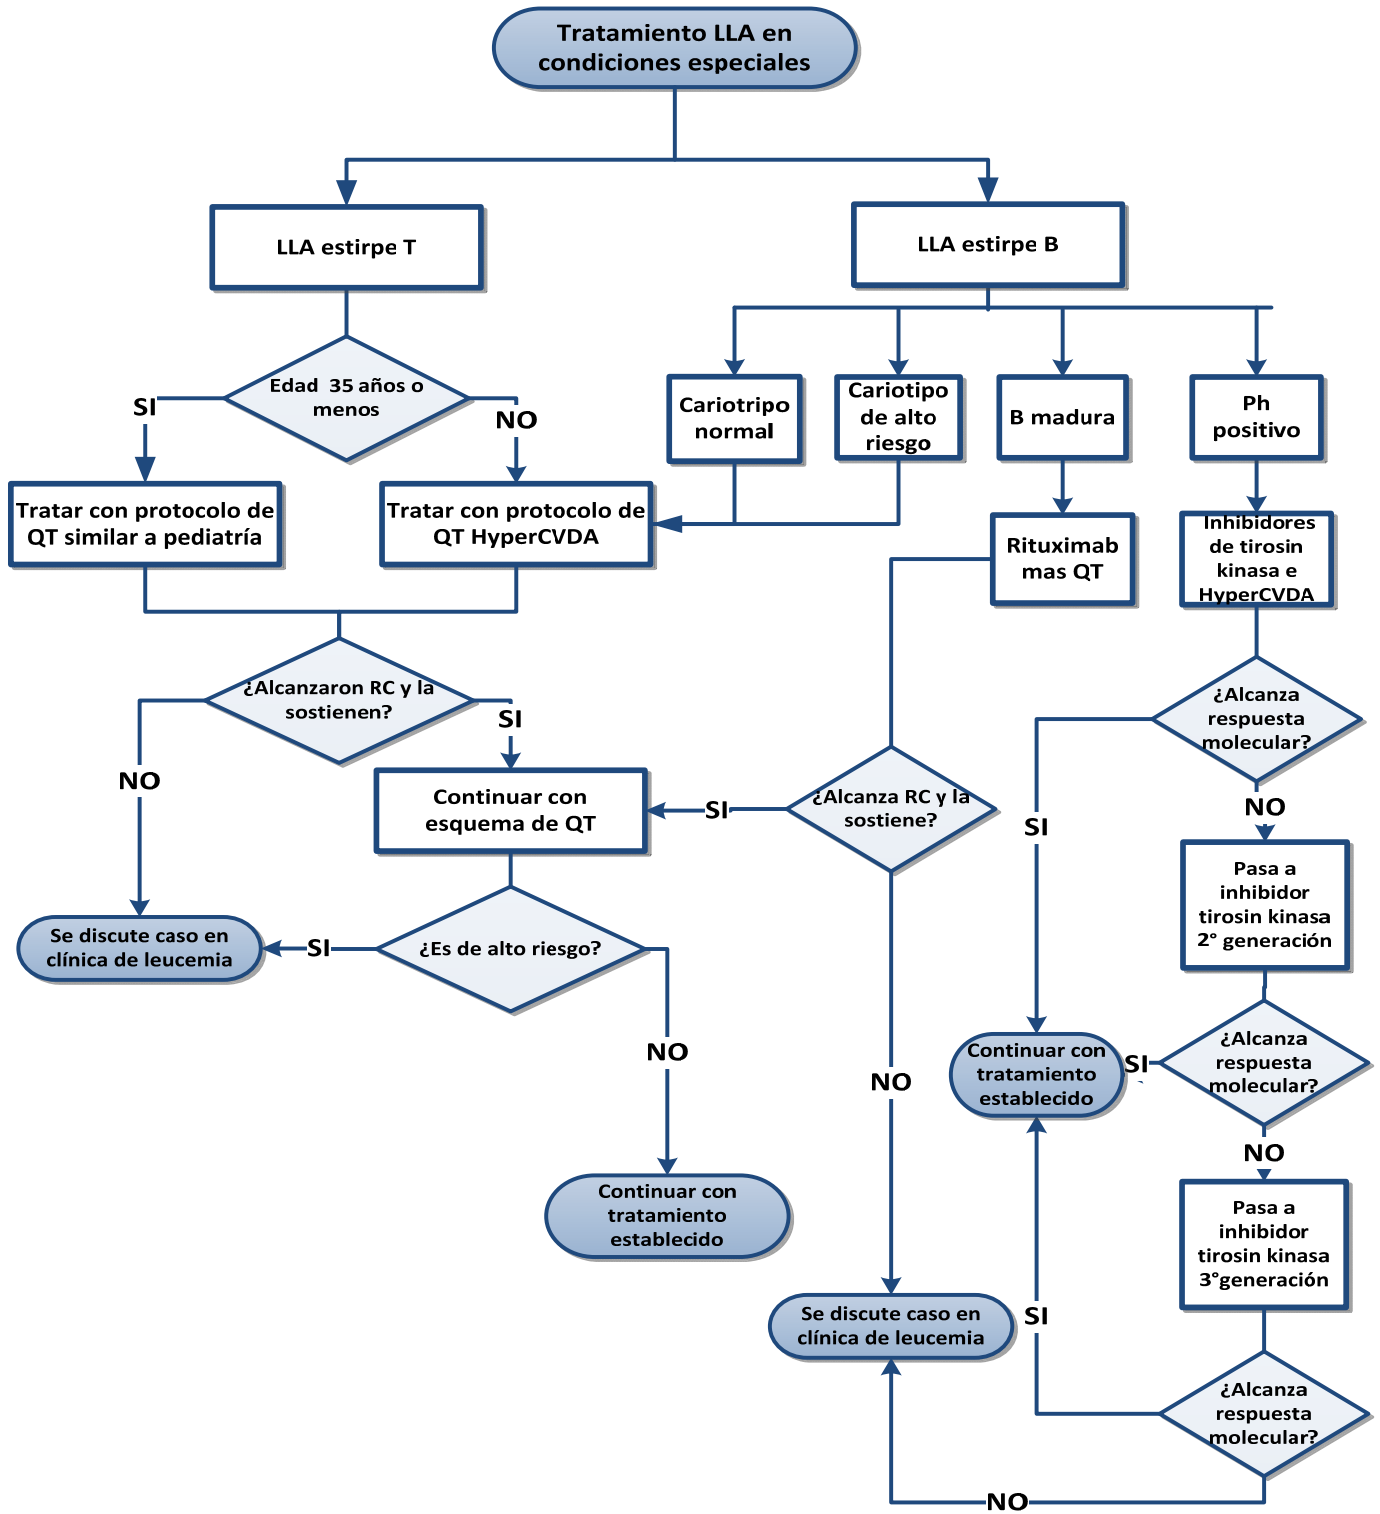 Tratamiento LLA en
condiciones especiales
LLA estirpe T
LLA estirpe B
Edad 35 años o
menos
SI
NO
Cariotripo
normal
Cariotipo
de alto
riesgo
B madura
Ph
positivo
Tratar con protocolo de
QT similar a pediatría
Tratar con protocolo de
QT HyperCVDA
Rituximab
mas QT
Inhibidores
de tirosin
kinasa e
HyperCVDA
¿Alcanzaron RC y la
sostienen?
NO
SI
¿Alcanza
respuesta
molecular?
SI
NO
Continuar con
esquema de QT
SI
¿Alcanza RC y la
sostiene?
Pasa a
inhibidor
tirosin kinasa
2° generación
Se discute caso en
clínica de leucemia
SI
¿Es de alto riesgo?
NO
NO
Continuar con
tratamiento
establecido
SI
¿Alcanza
respuesta
molecular?
NO
Continuar con
tratamiento
establecido
Pasa a
inhibidor
tirosin kinasa
3°generación
Se discute caso en
clínica de leucemia
SI
¿Alcanza
respuesta
molecular?
NO